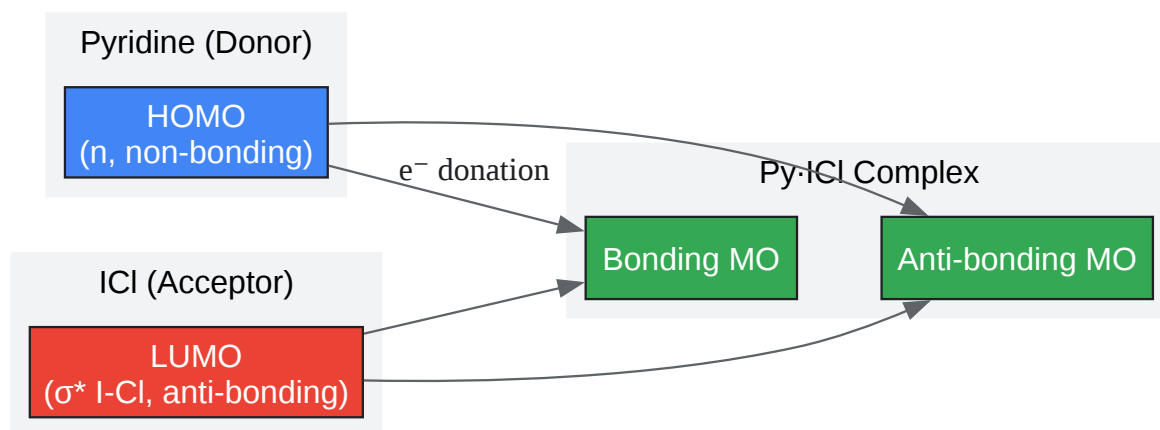 Pyridine (Donor)
HOMO
(n, non-bonding)
e⁻ donation
Py·ICl Complex
Bonding MO
Anti-bonding MO
ICl (Acceptor)
LUMO
(σ* I-Cl, anti-bonding)